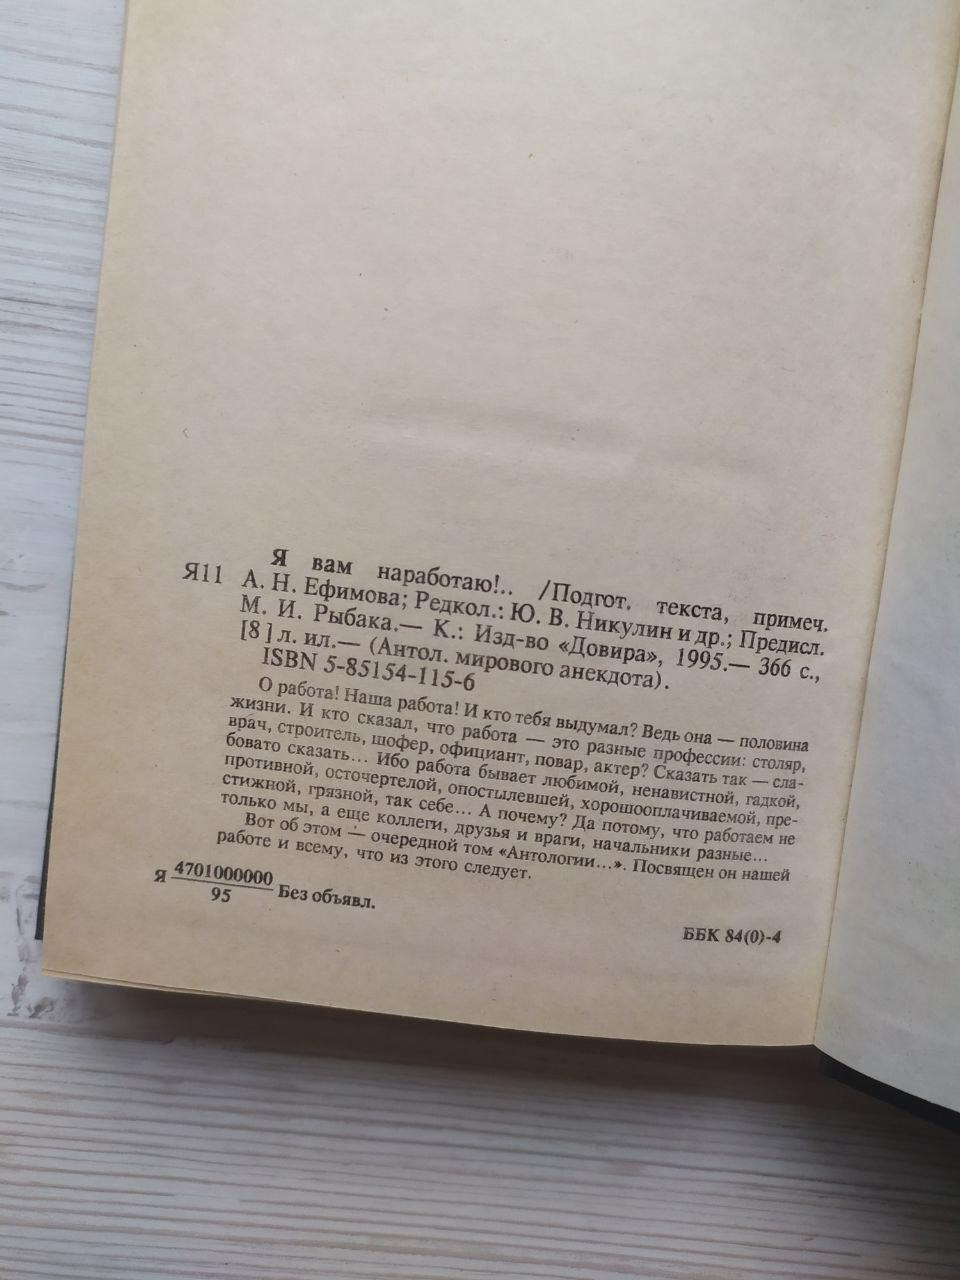 Я вам наработаю!.. /Подгот. текста, примеч.
Я11 А. Н. Ефимова; Редкол.: Ю. В. Никулин и др.; Предисл.
М. И. Рыбака.— К.: Изд-во «Довира», 1995.— 366 с.,
[8] л. ил.— (Антол. мирового анекдота).
ISBN 5-85154-115-6
О работа! Наша работа! И кто тебя выдумал? Ведь она — половина
жизни. И кто сказал, что работа — это разные профессии: столяр,
врач, строитель, шофер, официант, повар, актер? Сказать так — сла-
бовато сказать... Ибо работа бывает любимой, ненавистной, гадкой,
противной, осточертелой, опостылевшей, хорошооплачиваемой, пре-
стижной, грязной, так себе... А почему? Да потому, что работаем не
только мы, а еще коллеги, друзья и враги, начальники разные...
Вот об этом — очередной том «Антологии...». Посвящен он нашей
работе и всему, что из этого следует.
Я 4701000000 Без объявл.
95
ББК 84(0)-4